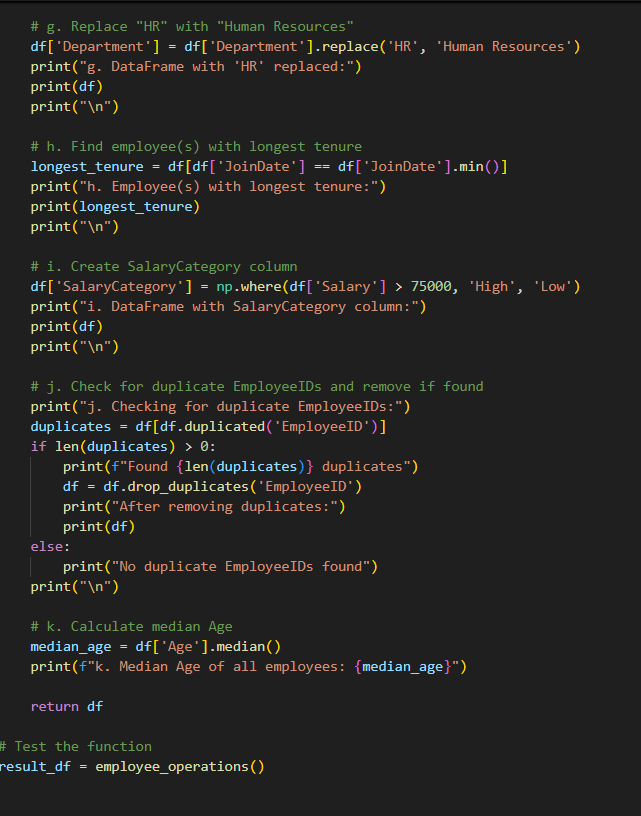 # g. Replace "HR" with "Human Resources"
df['Department'] = df['Department'].replace('HR', 'Human Resources')
print("g. DataFrame with 'HR' replaced:")
print(df)
print("\n")
# h. Find employee(s) with longest tenure
longest_tenure = df[df['JoinDate'] == df['JoinDate'].min()]
print("h. Employee(s) with longest tenure:")
print(longest_tenure)
print("\n")
# i. Create SalaryCategory column
df['SalaryCategory'] = np.where(df['Salary'] > 75000, 'High', 'Low')
print("i. DataFrame with SalaryCategory column:")
print(df)
print("\n")
# j. Check for duplicate EmployeeIDs and remove if found
print("j. Checking for duplicate EmployeeIDs:")
duplicates = df[df.duplicated('EmployeeID')]
if len(duplicates) > 0:
    print(f"Found {len(duplicates)} duplicates")
    df = df.drop_duplicates('EmployeeID')
    print("After removing duplicates:")
    print(df)
else:
    print("No duplicate EmployeeIDs found")
print("\n")
# k. Calculate median Age
median_age = df['Age'].median()
print(f"k. Median Age of all employees: {median_age}")
return df
# Test the function
result_df = employee_operations()